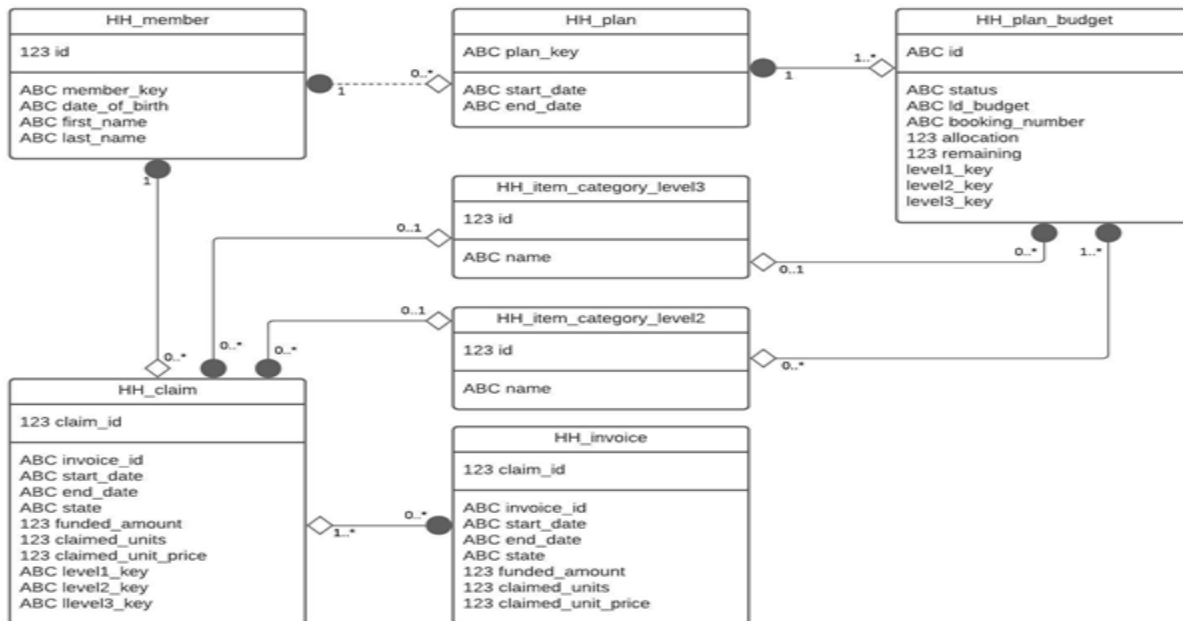 HH_member
123 id
ABC member_key
ABC date_of_birth
ABC first_name
ABC last_name
1
0..*
HH_plan
ABC plan_key
ABC start_date
ABC end_date
1
1..*
HH_plan_budget
ABC id
ABC status
ABC ld_budget
ABC booking_number
123 allocation
123 remaining
level1_key
level2_key
level3_key
1
0..1
HH_item_category_level3
123 id
ABC name
0..1
0..*
1..*
0..1
HH_item_category_level2
123 id
ABC name
0..*
0..*
0..*
0..*
HH_claim
123 claim_id
ABC invoice_id
ABC start_date
ABC end_date
ABC state
123 funded_amount
123 claimed_units
123 claimed_unit_price
ABC level1_key
ABC level2_key
ABC llevel3_key
1..*
0..*
HH_invoice
123 claim_id
ABC invoice_id
ABC start_date
ABC end_date
ABC state
123 funded_amount
123 claimed_units
123 claimed_unit_price